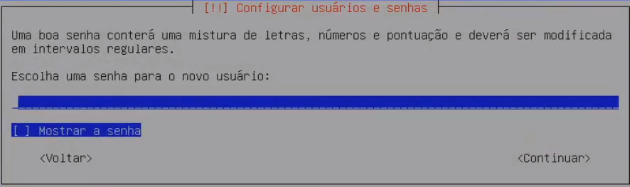 [!!] Configurar usuários e senhas
Uma boa senha conterá uma mistura de letras, números e pontuação e deverá ser modificada
em intervalos regulares.
Escolha uma senha para o novo usuário:
[ ] Mostrar a senha
<Voltar> <Continuar>